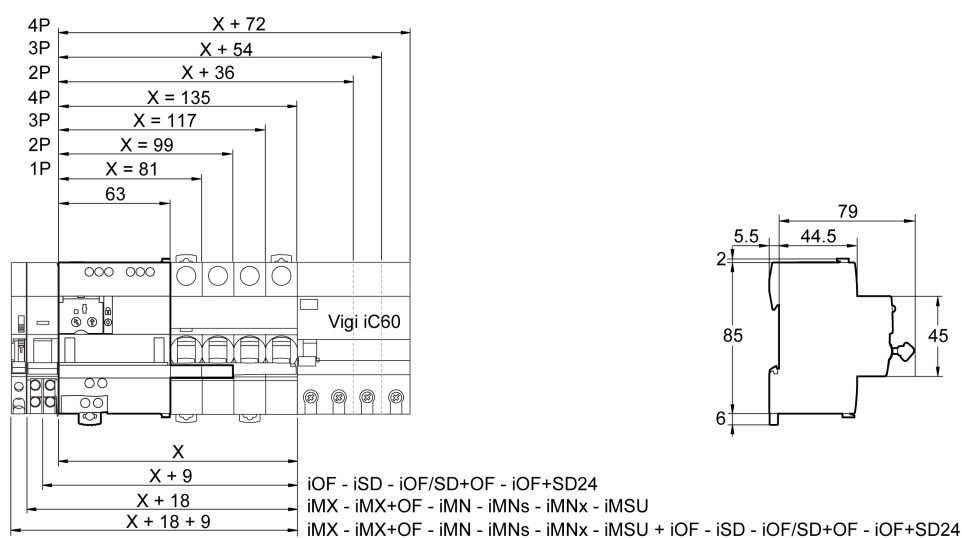 4P X + 72
3P X + 54
2P X + 36
4P X = 135
3P X = 117
2P X = 99
1P X = 81
63
Vigi iC60
X
X + 9 iOF - iSD - iOF/SD+OF - iOF+SD24
X + 18 iMX - iMX+OF - iMN - iMNs - iMNx - iMSU
X + 18 + 9 iMX - iMX+OF - iMN - iMNs - iMNx - iMSU + iOF - iSD - iOF/SD+OF - iOF+SD24
79
5.5 44.5
2
85 45
6